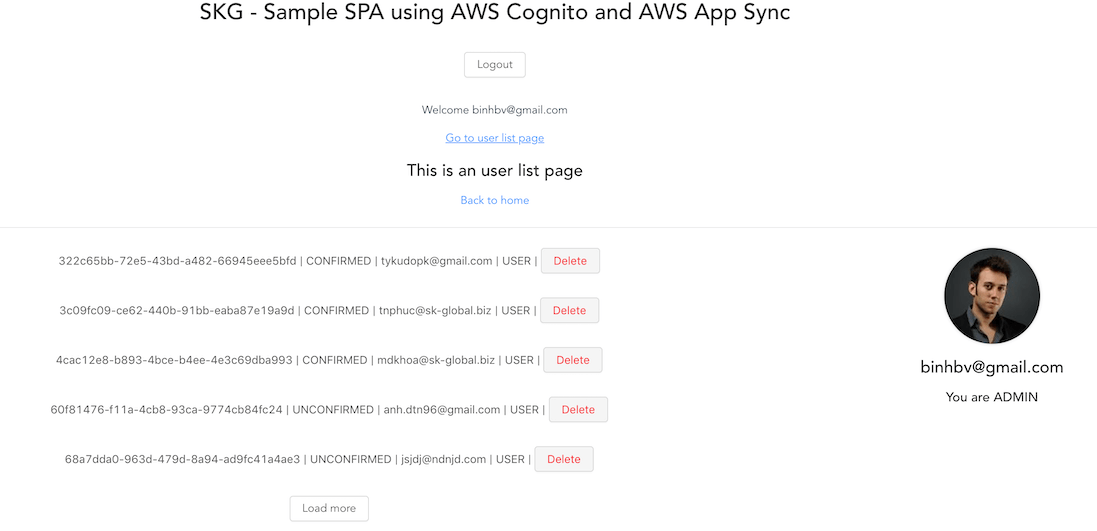 SKG - Sample SPA using AWS Cognito and AWS App Sync
Logout
Welcome binhbv@gmail.com
Go to user list page
This is an user list page
Back to home
322c65bb-72e5-43bd-a482-66945eee5bfd | CONFIRMED | tykudopk@gmail.com | USER | Delete
3c09fc09-ce62-440b-91bb-eaba87e19a9d | CONFIRMED | tnphuc@sk-global.biz | USER | Delete
4cac12e8-b893-4bce-b4ee-4e3c69dba993 | CONFIRMED | mdkhoa@sk-global.biz | USER | Delete
60f81476-f11a-4cb8-93ca-9774cb84fc24 | UNCONFIRMED | anh.dtn96@gmail.com | USER | Delete
68a7dda0-963d-479d-8a94-ad9fc41a4ae3 | UNCONFIRMED | jsjdj@ndnjd.com | USER | Delete
Load more
binhbv@gmail.com
You are ADMIN